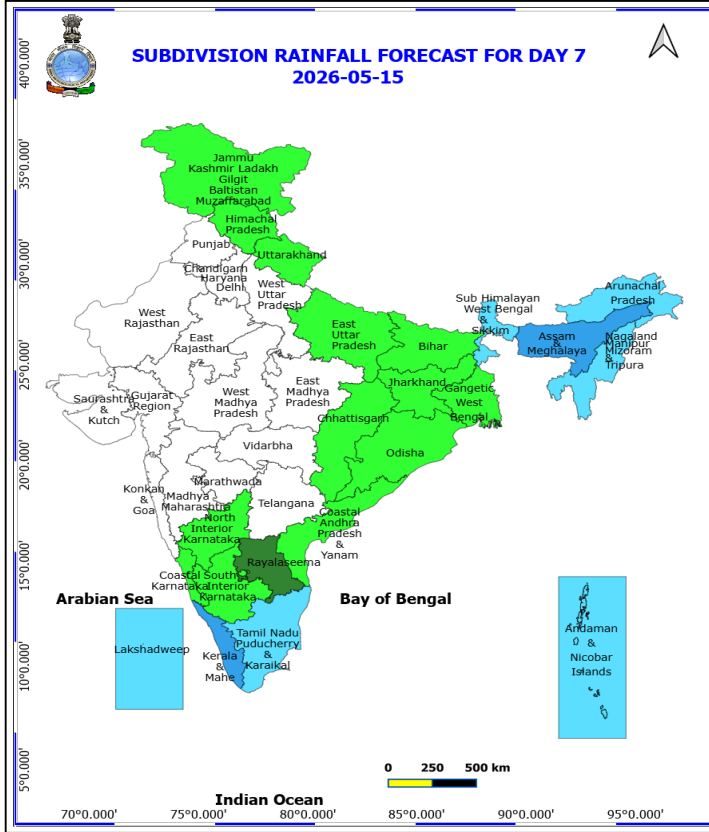 SUBDIVISION RAINFALL FORECAST FOR DAY 7
2026-05-15
40°0.000'
35°0.000'
30°0.000'
25°0.000'
20°0.000'
15°0.000'
10°0.000'
5°0.000'
Jammu
Kashmir Ladakh
Gilgit
Baltistan
Muzaffarabad
Himachal
Pradesh
Punjab
Uttarakhand
Chandigarh
Haryana
Delhi
West
Uttar
Pradesh
West
Rajasthan
East
Rajasthan
East
Uttar
Pradesh
Bihar
Sub Himalayan
West Bengal
&
Sikkim
Arunachal
Pradesh
Assam
&
Meghalaya
Nagaland
Manipur
Mizoram
&
Tripura
Saurashtra
&
Kutch
Gujarat
Region
West
Madhya
Pradesh
East
Madhya
Pradesh
Jharkhand
Gangetic
West
Bengal
Chhattisgarh
Odisha
Vidarbha
Konkan
&
Goa
Madhya
Maharashtra
Marathwada
Telangana
North
Interior
Karnataka
Coastal
Andhra
Pradesh
&
Yanam
Rayalaseema
Coastal
Karnataka
South
Interior
Karnataka
Arabian Sea
Bay of Bengal
Lakshadweep
Kerala
&
Mahe
Tamil Nadu
Puducherry
&
Karaikal
Andaman
&
Nicobar
Islands
0 250 500 km
Indian Ocean
70°0.000' 75°0.000' 80°0.000' 85°0.000' 90°0.000' 95°0.000'